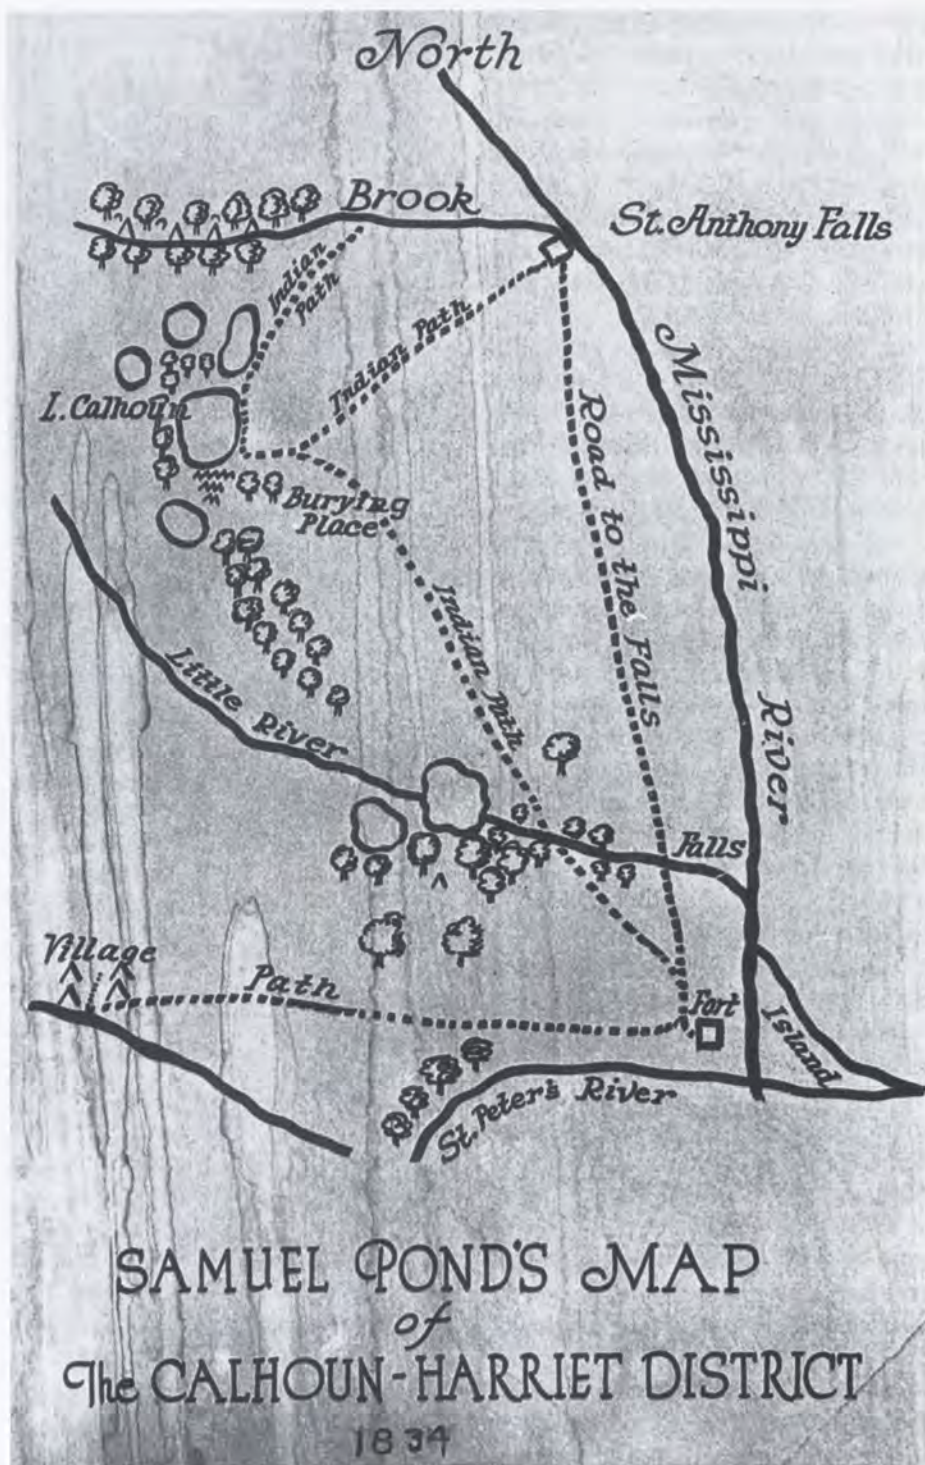 North
Brook
St. Anthony Falls
Indian
Path
Indian Path
Mississippi
River
L. Calhoun
Road to the Falls
Burying
Place
Indian Path
Little River
Falls
Village
Path
Fort
Island
St. Peter's River
SAMUEL POND'S MAP
of
The CALHOUN-HARRIET DISTRICT
1834